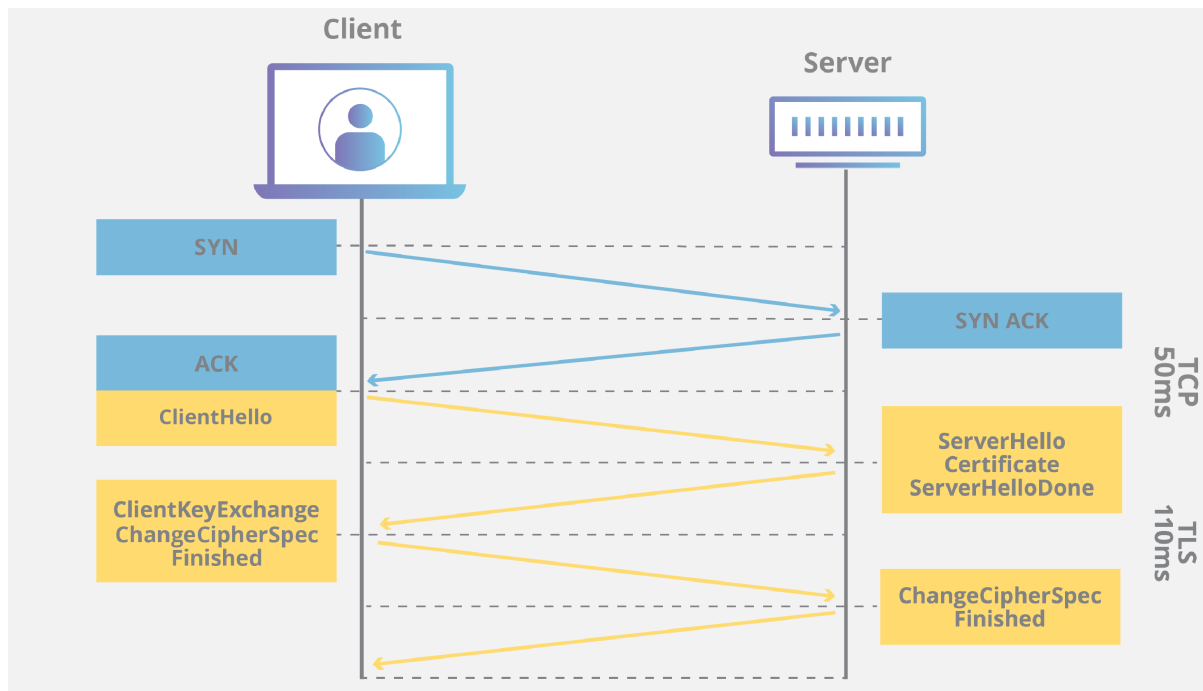 Client
Server
SYN
SYN ACK
ACK
ClientHello
ServerHello
Certificate
ServerHelloDone
ClientKeyExchange
ChangeCipherSpec
Finished
ChangeCipherSpec
Finished
TCP
50ms
TLS
110ms